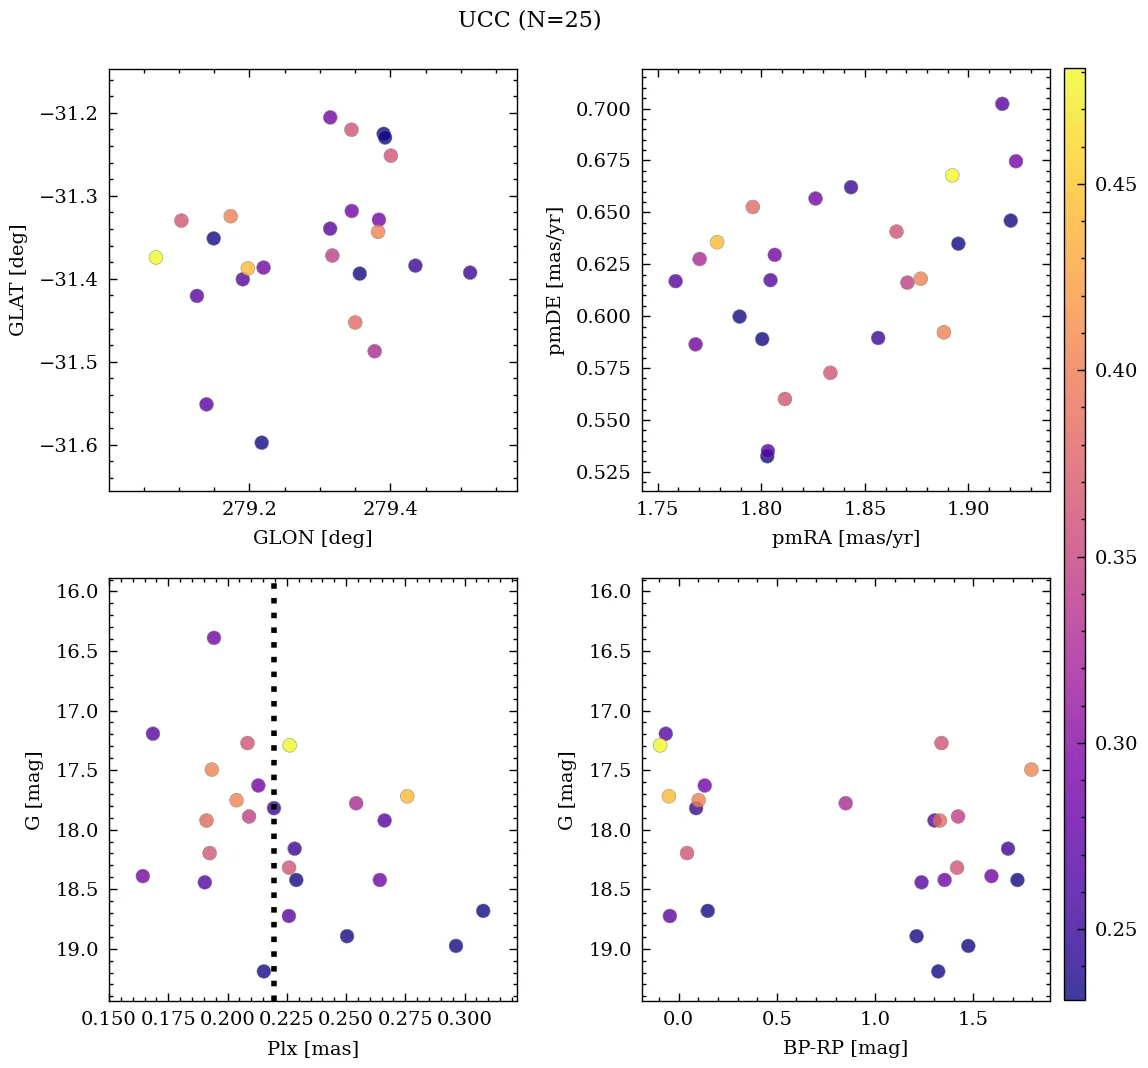 UCC (N=25)
−31.2
−31.3
−31.4
−31.5
−31.6
GLAT [deg]
279.2 279.4
GLON [deg]
0.700
0.675
0.650
0.625
0.600
0.575
0.550
0.525
pmDE [mas/yr]
1.75 1.80 1.85 1.90
pmRA [mas/yr]
16.0
16.5
17.0
17.5
18.0
18.5
19.0
G [mag]
0.150 0.175 0.200 0.225 0.250 0.275 0.300
Plx [mas]
16.0
16.5
17.0
17.5
18.0
18.5
19.0
G [mag]
0.0 0.5 1.0 1.5
BP-RP [mag]
0.45
0.40
0.35
0.30
0.25